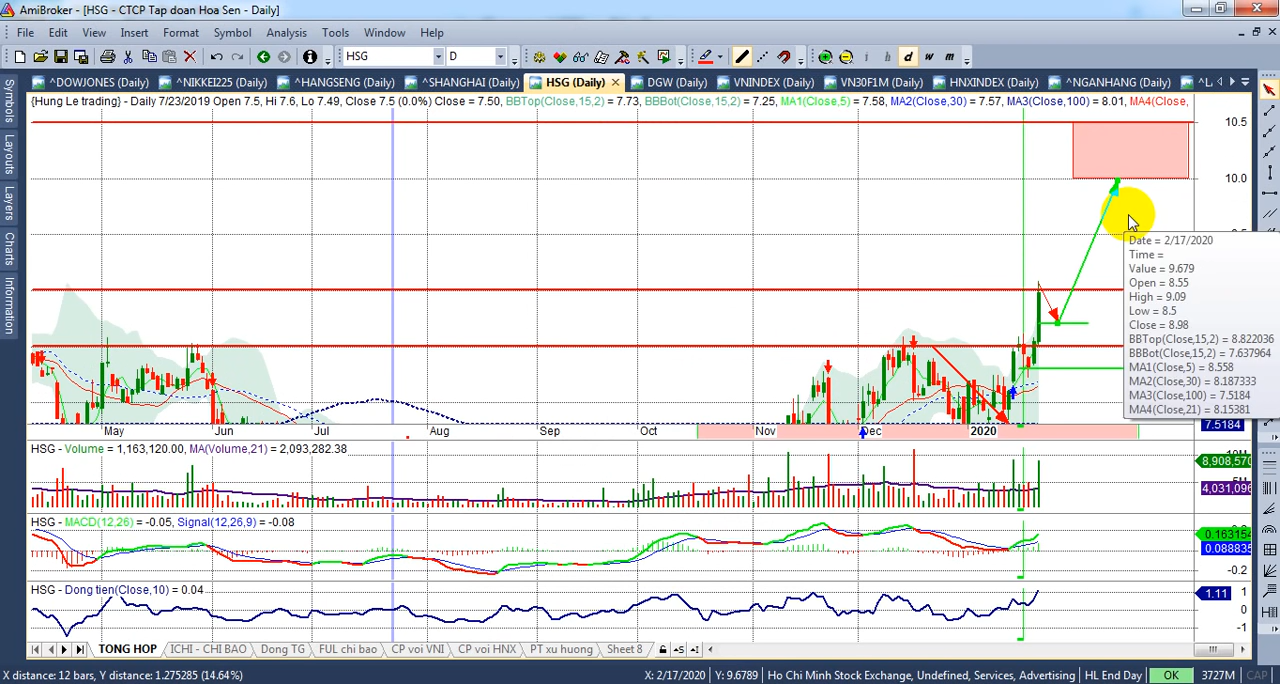 AmiBroker - [HSG - CTCP Tap doan Hoa Sen - Daily]
File Edit View Insert Format Symbol Analysis Tools Window Help
HSG D i h d w m
^DOWJONES (Daily) ^NIKKEI225 (Daily) ^HANGSENG (Daily) ^SHANGHAI (Daily) HSG (Daily) DGW (Daily) VNINDEX (Daily) VN30F1M (Daily) HNXINDEX (Daily) ^NGANHANG (Daily)
{Hung Le trading} - Daily 7/23/2019 Open 7.5, Hi 7.6, Lo 7.49, Close 7.5 (0.0%) Close = 7.50, BBTop(Close,15,2) = 7.73, BBBot(Close,15,2) = 7.25, MA1(Close,5) = 7.58, MA2(Close,30) = 7.57, MA3(Close,100) = 8.01, MA4(Close,
Symbols
Layouts
Layers
Charts
Information
10.5
10.0
Date = 2/17/2020
Time =
Value = 9.679
Open = 8.55
High = 9.09
Low = 8.5
Close = 8.98
BBTop(Close,15,2) = 8.822036
BBBot(Close,15,2) = 7.637964
MA1(Close,5) = 8.558
MA2(Close,30) = 8.187333
MA3(Close,100) = 7.5184
MA4(Close,21) = 8.15381
7.5184
May Jun Jul Aug Sep Oct Nov Dec 2020
HSG - Volume = 1,163,120.00, MA(Volume,21) = 2,093,282.38
8,908,570
4,031,096
HSG - MACD(12,26) = -0.05, Signal(12,26,9) = -0.08
0.163154
0.088835
-0.2
HSG - Dong tien(Close,10) = 0.04
1
1.11
0
-1
TONG HOP ICHI - CHI BAO Dong TG FUL chi bao CP voi VNI CP voi HNX PT xu huong Sheet 8
X distance: 12 bars, Y distance: 1.275285 (14.64%) X: 2/17/2020 Y: 9.6789 Ho Chi Minh Stock Exchange, Undefined, Services, Advertising HL End Day OK 3727M CAP